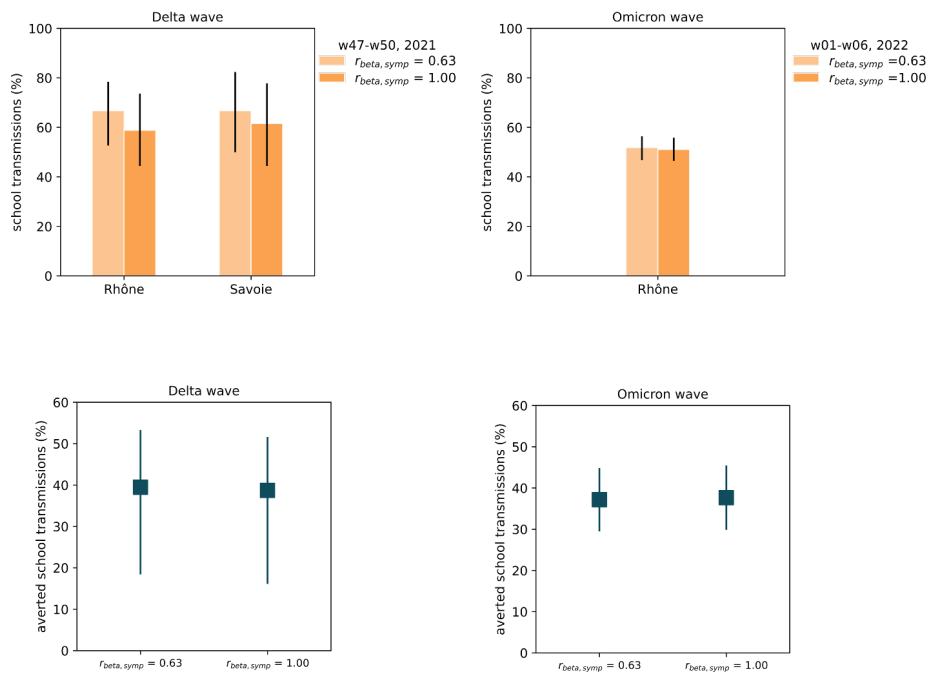 Delta wave
100
80
60
40
20
0
school transmissions (%)
Rhône Savoie
w47-w50, 2021
r_beta,symp = 0.63
r_beta,symp = 1.00
Omicron wave
100
80
60
40
20
0
school transmissions (%)
Rhône
w01-w06, 2022
r_beta,symp =0.63
r_beta,symp =1.00
Delta wave
60
50
40
30
20
10
0
averted school transmissions (%)
r_beta,symp = 0.63 r_beta,symp = 1.00
Omicron wave
60
50
40
30
20
10
0
averted school transmissions (%)
r_beta,symp = 0.63 r_beta,symp = 1.00